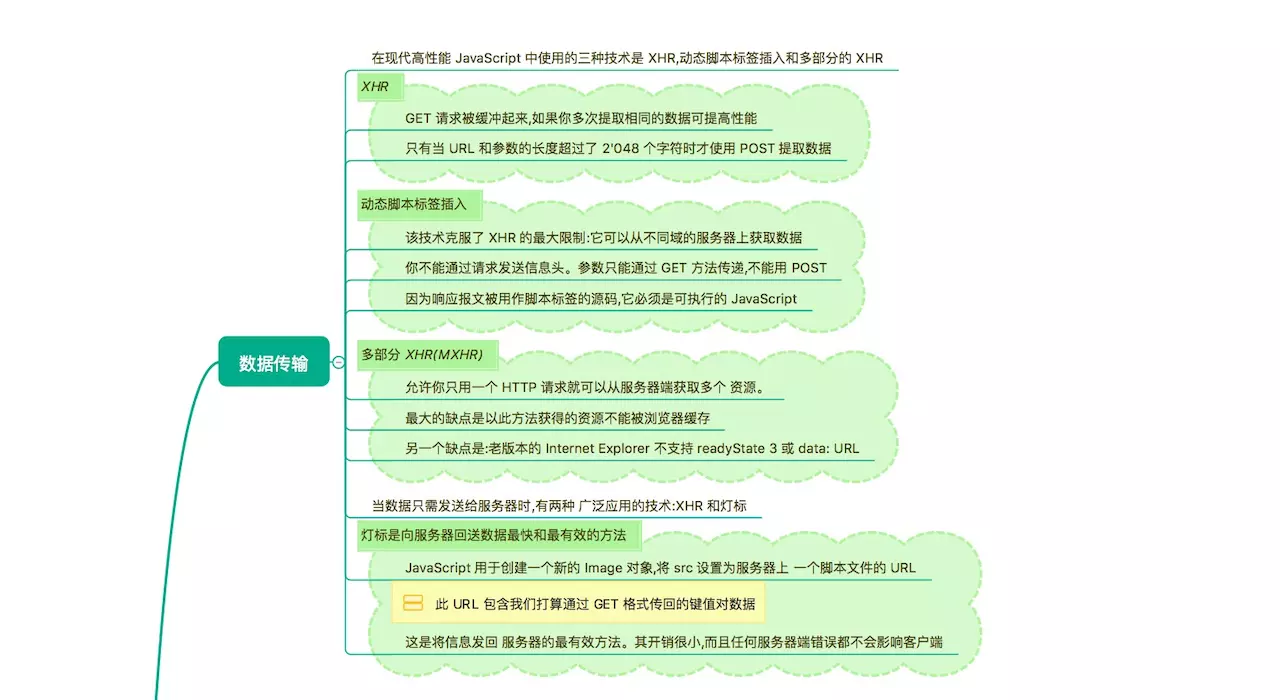 在现代高性能 JavaScript 中使用的三种技术是 XHR,动态脚本标签插入和多部分的 XHR
XHR
GET 请求被缓冲起来,如果你多次提取相同的数据可提高性能
只有当 URL 和参数的长度超过了 2'048 个字符时才使用 POST 提取数据
动态脚本标签插入
该技术克服了 XHR 的最大限制:它可以从不同域的服务器上获取数据
你不能通过请求发送信息头。参数只能通过 GET 方法传递,不能用 POST
因为响应报文被用作脚本标签的源码,它必须是可执行的 JavaScript
数据传输
多部分 XHR(MXHR)
允许你只用一个 HTTP 请求就可以从服务器端获取多个 资源。
最大的缺点是以此方法获得的资源不能被浏览器缓存
另一个缺点是:老版本的 Internet Explorer 不支持 readyState 3 或 data: URL
当数据只需发送给服务器时,有两种 广泛应用的技术:XHR 和灯标
灯标是向服务器回送数据最快和最有效的方法
JavaScript 用于创建一个新的 Image 对象,将 src 设置为服务器上 一个脚本文件的 URL
此 URL 包含我们打算通过 GET 格式传回的键值对数据
这是将信息发回 服务器的最有效方法。其开销很小,而且任何服务器端错误都不会影响客户端